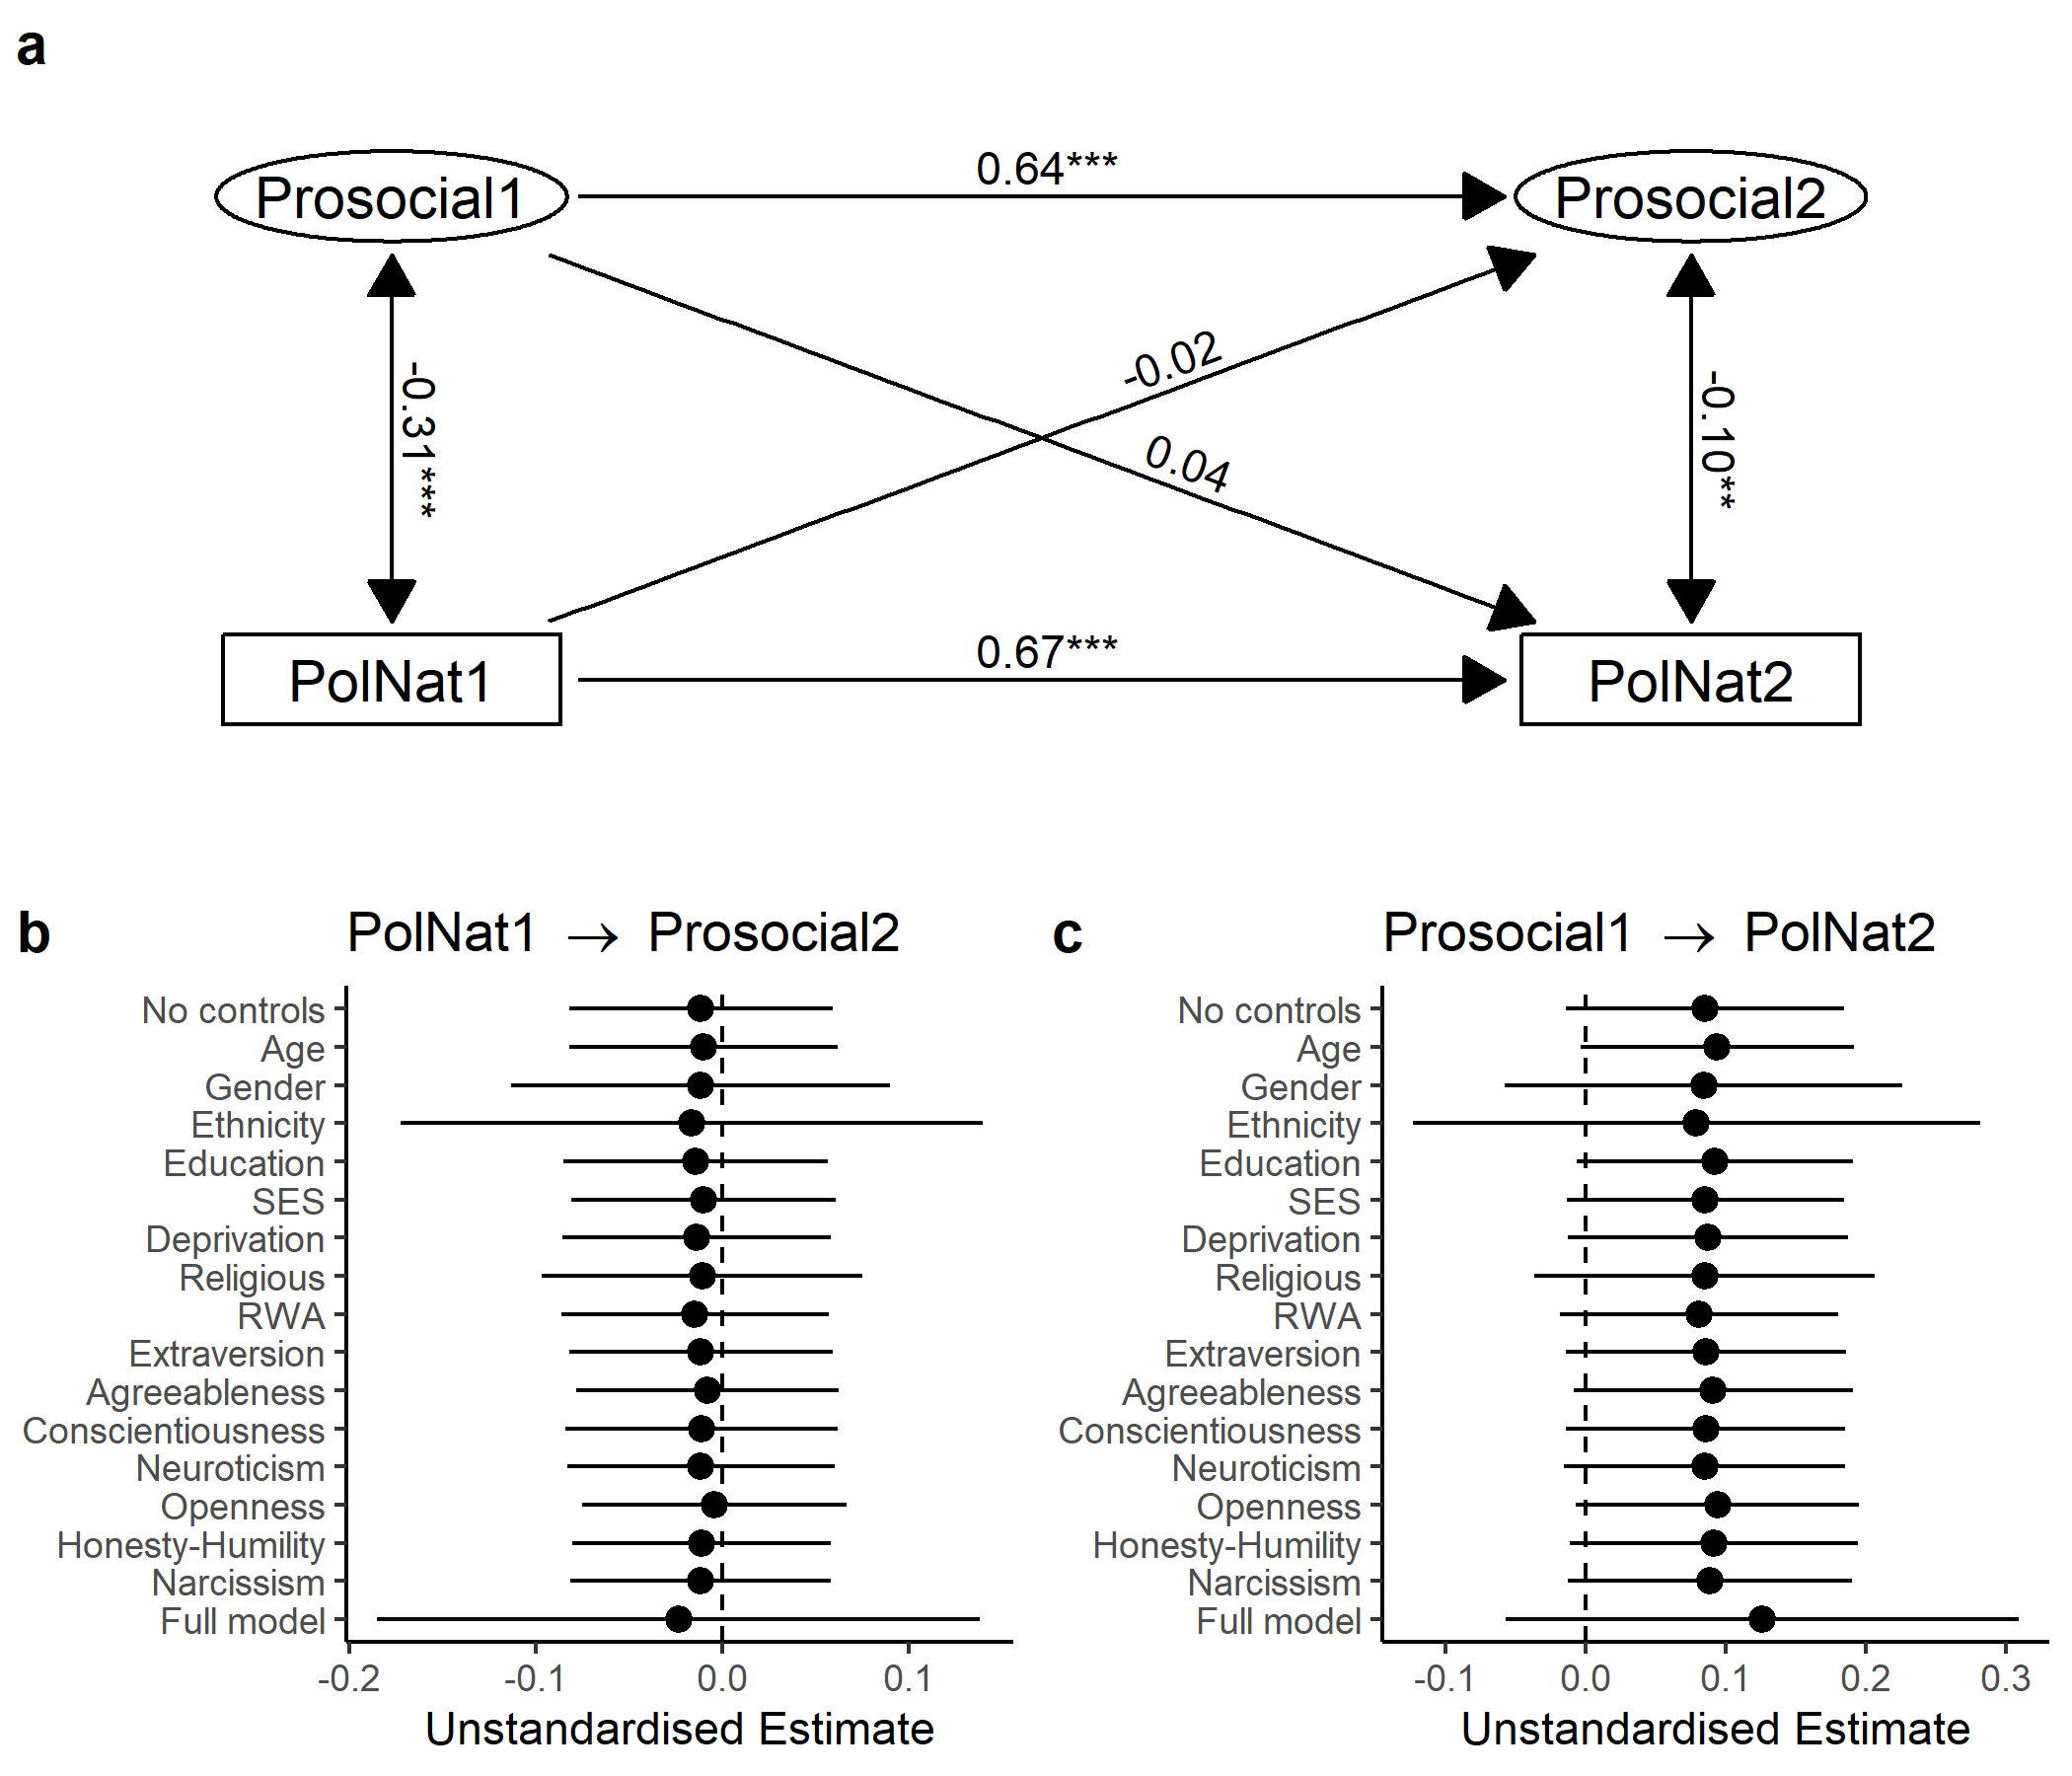 a
Prosocial1
0.64***
Prosocial2
-0.31***
-0.02
0.04
-0.10**
PolNat1
0.67***
PolNat2
b
PolNat1 → Prosocial2
No controls
Age
Gender
Ethnicity
Education
SES
Deprivation
Religious
RWA
Extraversion
Agreeableness
Conscientiousness
Neuroticism
Openness
Honesty-Humility
Narcissism
Full model
-0.2 -0.1 0.0 0.1
Unstandardised Estimate
c
Prosocial1 → PolNat2
No controls
Age
Gender
Ethnicity
Education
SES
Deprivation
Religious
RWA
Extraversion
Agreeableness
Conscientiousness
Neuroticism
Openness
Honesty-Humility
Narcissism
Full model
-0.1 0.0 0.1 0.2 0.3
Unstandardised Estimate